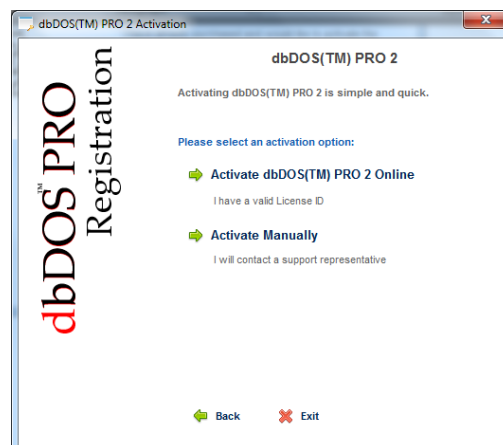 dbDOS(TM) PRO 2 Activation
dbDOS™ PRO
Registration
dbDOS(TM) PRO 2
Activating dbDOS(TM) PRO 2 is simple and quick.
Please select an activation option:
Activate dbDOS(TM) PRO 2 Online
I have a valid License ID
Activate Manually
I will contact a support representative
Back
Exit